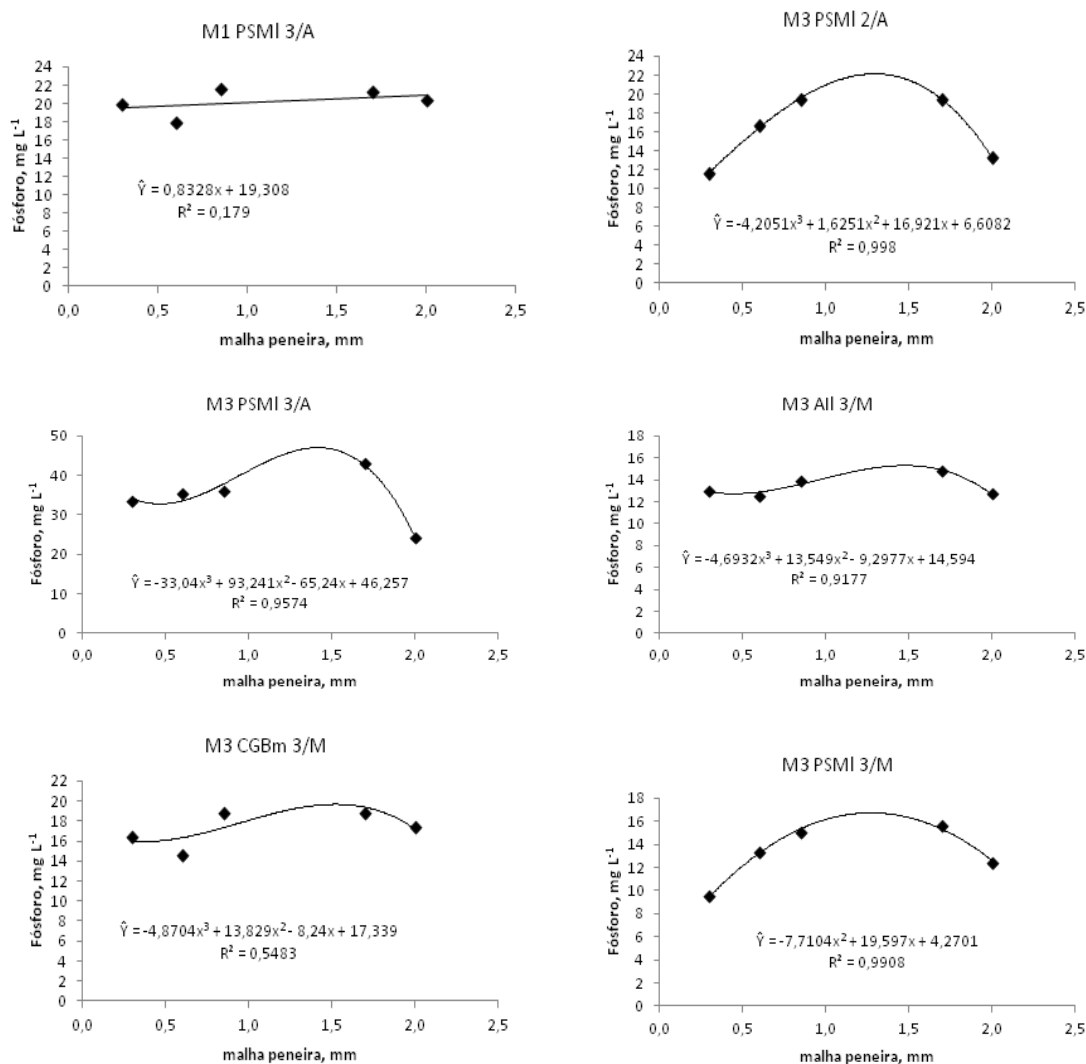 M1 PSMl 3/A
Fósforo, mg L⁻¹
24
22
20
18
16
14
12
10
8
6
4
2
0
Ŷ = 0,8328x + 19,308
R² = 0,179
0,0 0,5 1,0 1,5 2,0 2,5
malha peneira, mm
M3 PSMl 2/A
Fósforo, mg L⁻¹
24
22
20
18
16
14
12
10
8
6
4
2
0
Ŷ = -4,2051x³ + 1,6251x² + 16,921x + 6,6082
R² = 0,998
0,0 0,5 1,0 1,5 2,0 2,5
malha peneira, mm
M3 PSMl 3/A
Fósforo, mg L⁻¹
50
40
30
20
10
0
Ŷ = -33,04x³ + 93,241x² - 65,24x + 46,257
R² = 0,9574
0,0 0,5 1,0 1,5 2,0 2,5
malha peneira, mm
M3 AIl 3/M
Fósforo, mg L⁻¹
18
16
14
12
10
8
6
4
2
0
Ŷ = -4,6932x³ + 13,549x² - 9,2977x + 14,594
R² = 0,9177
0,0 0,5 1,0 1,5 2,0 2,5
malha peneira, mm
M3 CGBm 3/M
Fósforo, mg L⁻¹
22
20
18
16
14
12
10
8
6
4
2
0
Ŷ = -4,8704x³ + 13,829x² - 8,24x + 17,339
R² = 0,5483
0,0 0,5 1,0 1,5 2,0 2,5
malha peneira, mm
M3 PSMl 3/M
Fósforo, mg L⁻¹
18
16
14
12
10
8
6
4
2
0
Ŷ = -7,7104x² + 19,597x + 4,2701
R² = 0,9908
0,0 0,5 1,0 1,5 2,0 2,5
malha peneira, mm